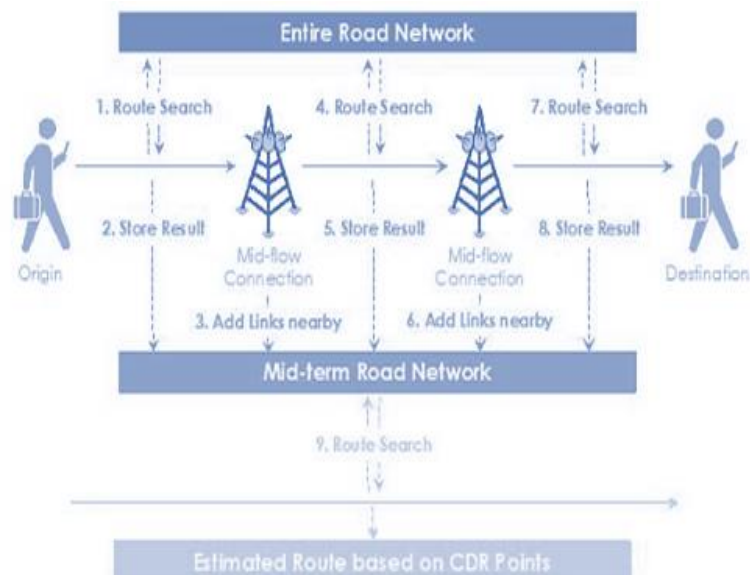 Entire Road Network
1. Route Search
4. Route Search
7. Route Search
2. Store Result
5. Store Result
8. Store Result
Origin
Mid-flow
Connection
Mid-flow
Connection
Destination
3. Add Links nearby
6. Add Links nearby
Mid-term Road Network
9. Route Search
Estimated Route based on CDR Points